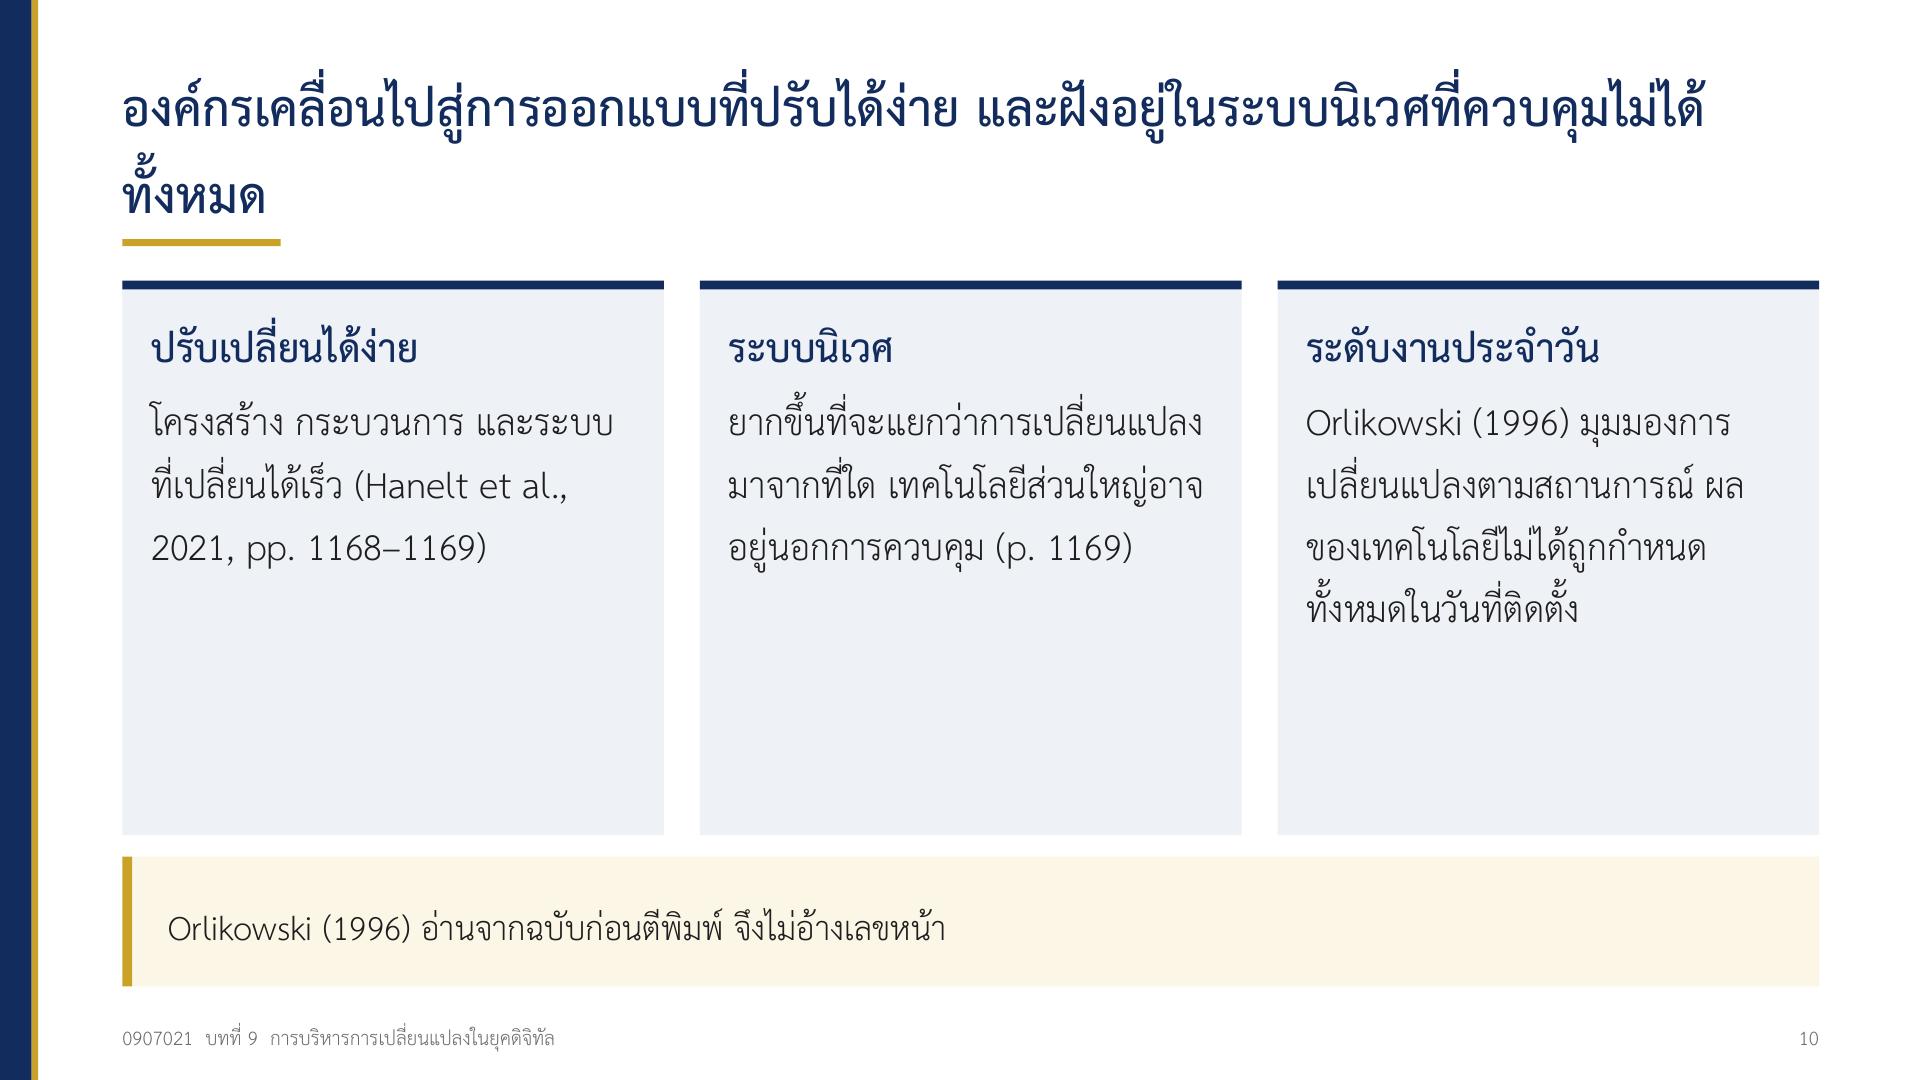 องค์กรเคลื่อนไปสู่การออกแบบที่ปรับได้ง่าย และฝังอยู่ในระบบนิเวศที่ควบคุมไม่ได้
ทั้งหมด
ปรับเปลี่ยนได้ง่าย
โครงสร้าง กระบวนการ และระบบ
ที่เปลี่ยนได้เร็ว (Hanelt et al.,
2021, pp. 1168–1169)
ระบบนิเวศ
ยากขึ้นที่จะแยกว่าการเปลี่ยนแปลง
มาจากที่ใด เทคโนโลยีส่วนใหญ่อาจ
อยู่นอกการควบคุม (p. 1169)
ระดับงานประจำวัน
Orlikowski (1996) มุมมองการ
เปลี่ยนแปลงตามสถานการณ์ ผล
ของเทคโนโลยีไม่ได้ถูกกำหนด
ทั้งหมดในวันที่ติดตั้ง
Orlikowski (1996) อ่านจากฉบับก่อนตีพิมพ์ จึงไม่อ้างเลขหน้า
0907021 บทที่ 9 การบริหารการเปลี่ยนแปลงในยุคดิจิทัล
10